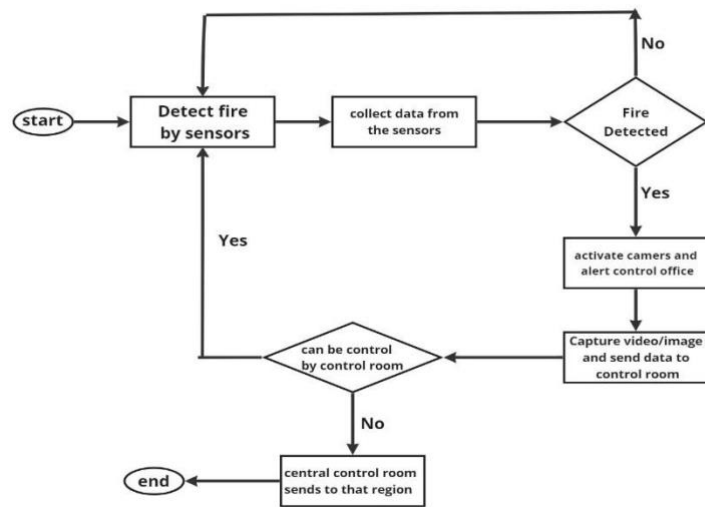 No
start
Detect fire
by sensors
collect data from
the sensors
Fire
Detected
Yes
Yes
activate camers and
alert control office
can be control
by control room
Capture video/image
and send data to
control room
No
end
central control room
sends to that region